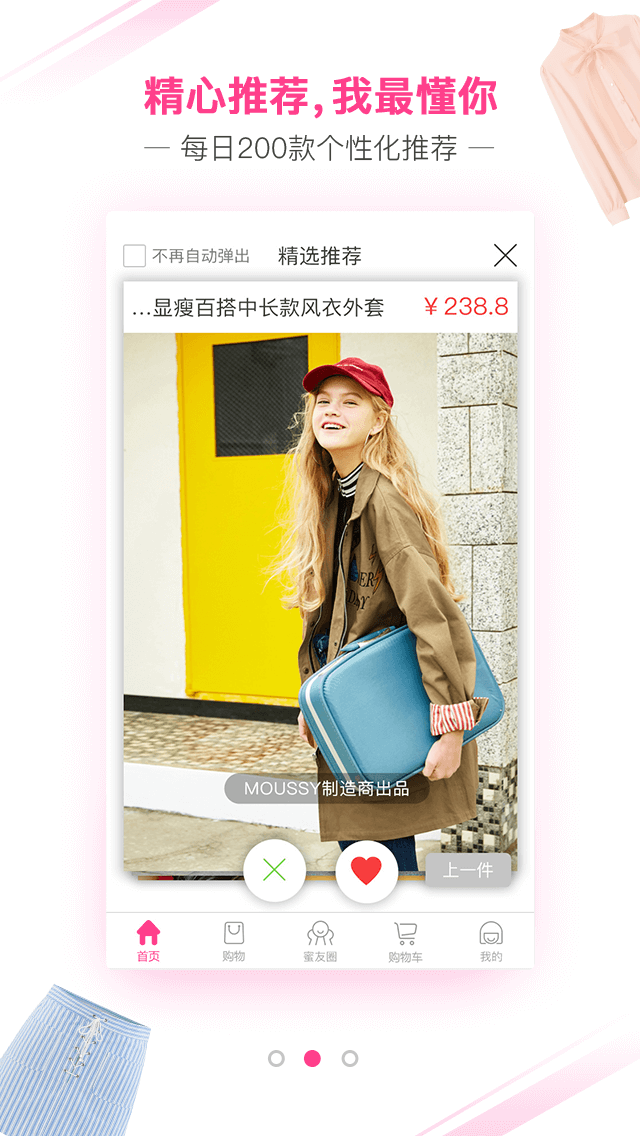 精心推荐,我最懂你
每日200款个性化推荐
不再自动弹出 精选推荐
...显瘦百搭中长款风衣外套 ¥238.8
MOUSSY制造商出品
上一件
首页 购物 蜜友圈 购物车 我的